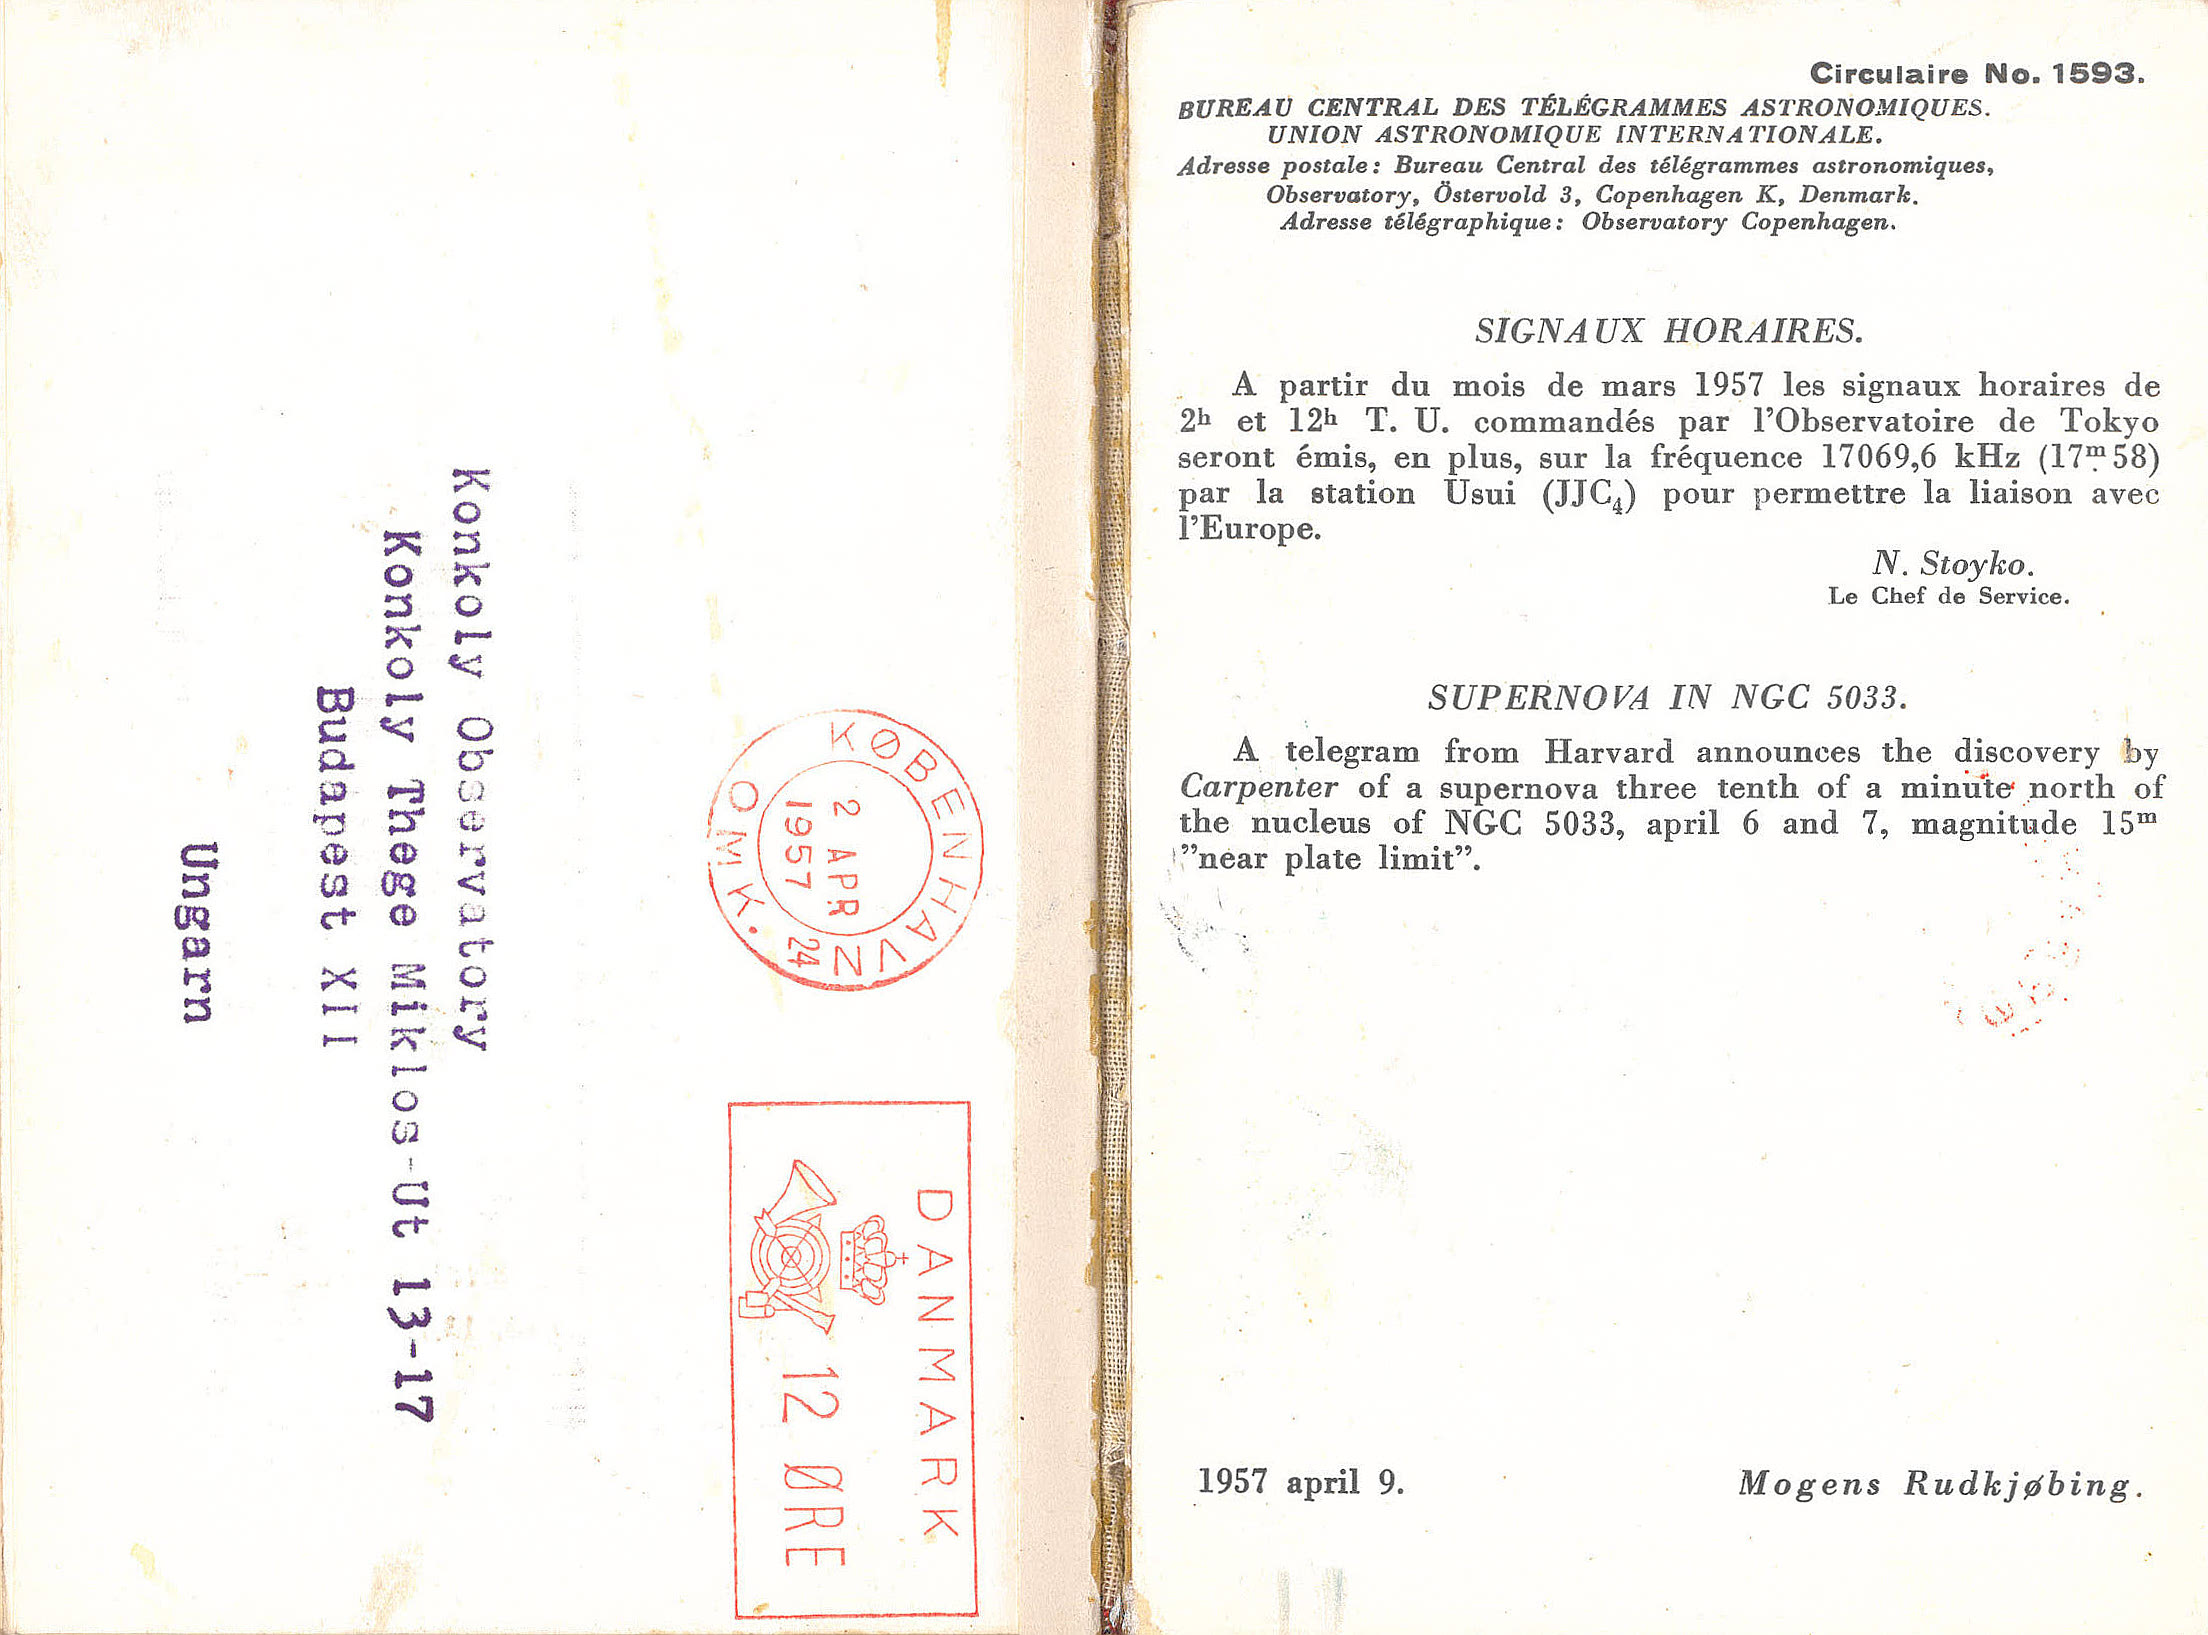 Konkoly Observatory
Konkoly Thege Miklos-Ut 13-17
Budapest XII
Ungarn
KØBENHAVN
OMK.
24
2 APR
1957
DANMARK
12 ØRE
Circulaire No. 1593.
BUREAU CENTRAL DES TÉLÉGRAMMES ASTRONOMIQUES.
UNION ASTRONOMIQUE INTERNATIONALE.
Adresse postale: Bureau Central des télégrammes astronomiques,
Observatory, Östervold 3, Copenhagen K, Denmark.
Adresse télégraphique: Observatory Copenhagen.
SIGNAUX HORAIRES.
A partir du mois de mars 1957 les signaux horaires de
2ʰ et 12ʰ T. U. commandés par l'Observatoire de Tokyo
seront émis, en plus, sur la fréquence 17069,6 kHz (17ᵐ.58)
par la station Usui (JJC₄) pour permettre la liaison avec
l'Europe.
N. Stoyko.
Le Chef de Service.
SUPERNOVA IN NGC 5033.
A telegram from Harvard announces the discovery by
Carpenter of a supernova three tenth of a minute north of
the nucleus of NGC 5033, april 6 and 7, magnitude 15ᵐ
”near plate limit”.
1957 april 9.
Mogens Rudkjøbing.